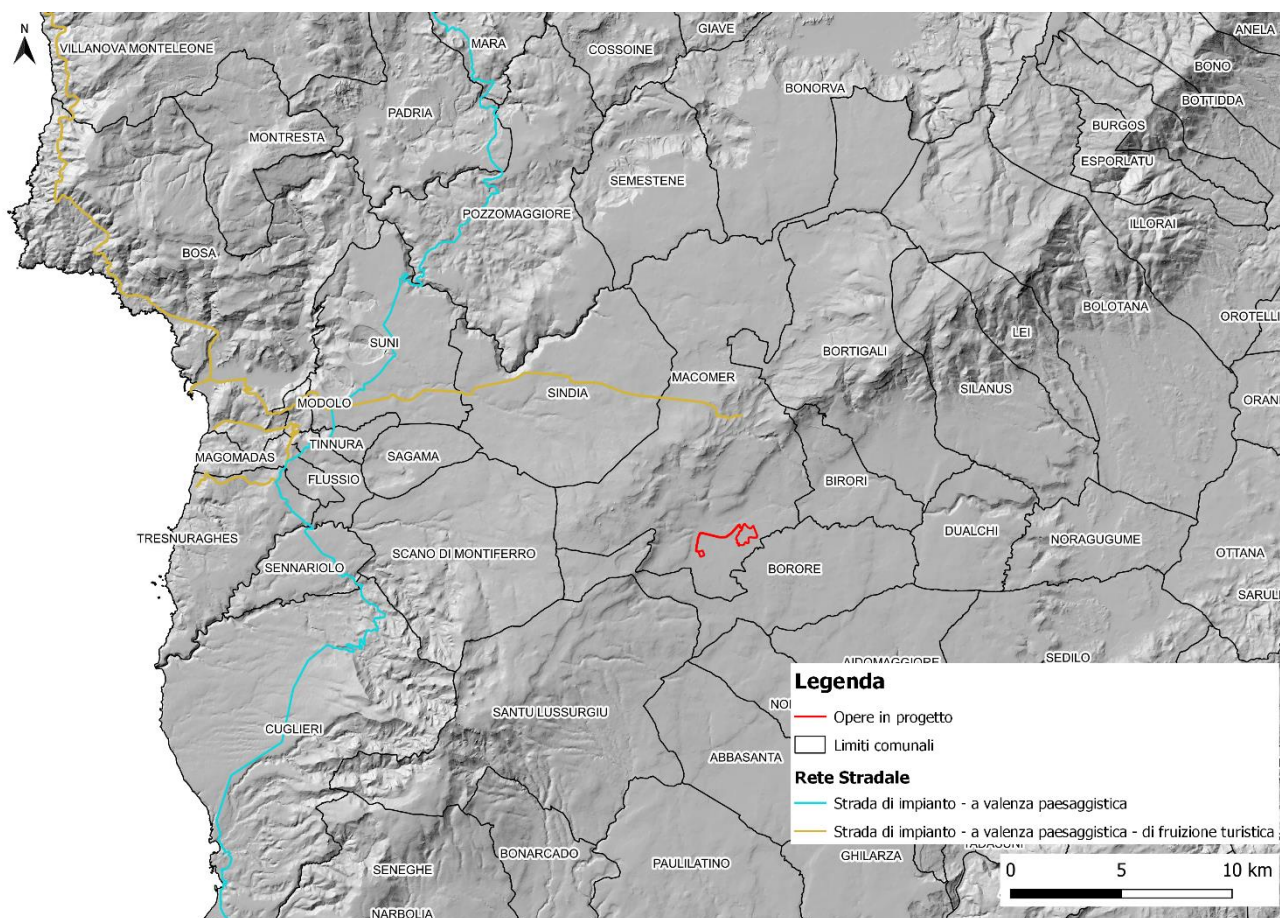 N
VILLANOVA MONTELEONE
MARA
COSSOINE
GIAVE
ANELA
BONO
BONORVA
BOTTIDDA
PADRIA
MONTRESTA
BURGOS
ESPORLATU
SEMESTENE
POZZOMAGGIORE
ILLORAI
BOSA
BOLOTANA
OROTELLI
LEI
SUNI
BORTIGALI
MACOMER
SILANUS
SINDIA
ORANI
MODOLO
TINNURA
SAGAMA
MAGOMADAS
FLUSSIO
BIRORI
DUALCHI
TRESNURAGHES
NORAGUGUME
SCANO DI MONTIFERRO
OTTANA
SENNARIOLO
BORORE
SARULE
AIDOMAGGIORE
SEDILO
SANTU LUSSURGIU
CUGLIERI
ABBASANTA
SENEGHE
BONARCADO
PAULILATINO
GHILARZA
TADASUNI
NARBOLIA
Legenda
Opere in progetto
Limiti comunali
Rete Stradale
Strada di impianto - a valenza paesaggistica
Strada di impianto - a valenza paesaggistica - di fruizione turistica
0 5 10 km